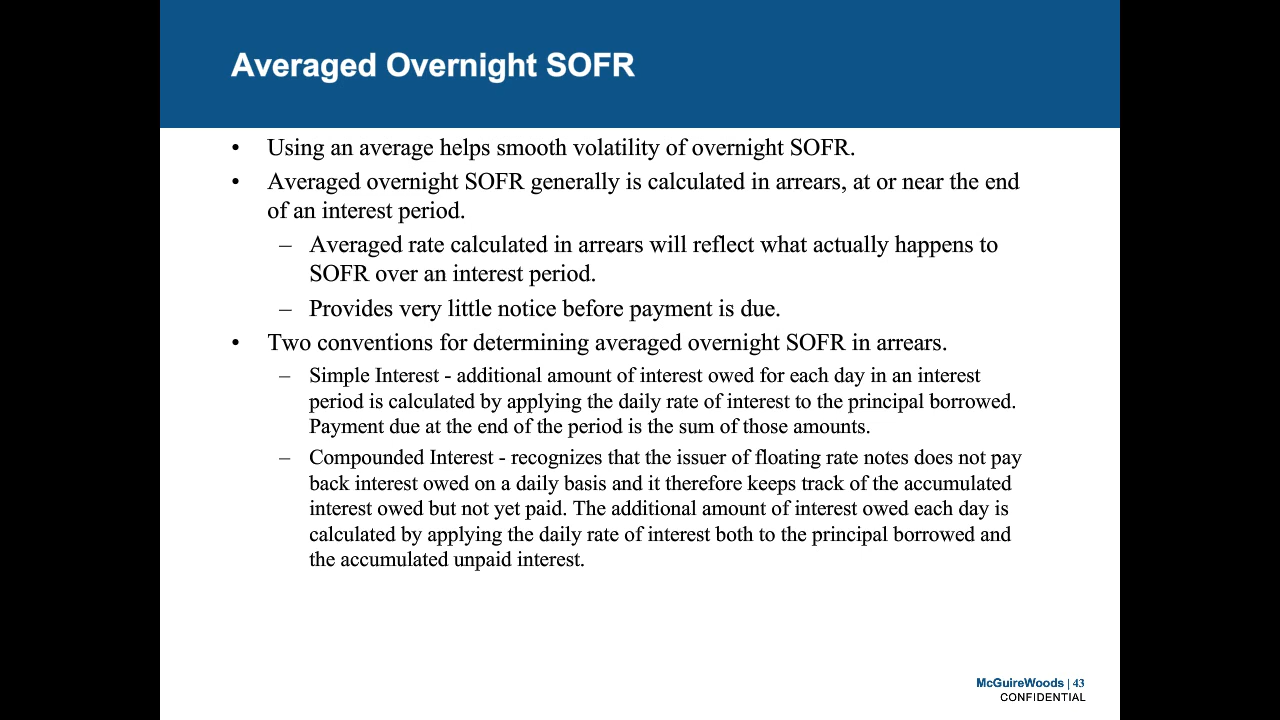 Averaged Overnight SOFR
• Using an average helps smooth volatility of overnight SOFR.
• Averaged overnight SOFR generally is calculated in arrears, at or near the end
of an interest period.
– Averaged rate calculated in arrears will reflect what actually happens to
SOFR over an interest period.
– Provides very little notice before payment is due.
• Two conventions for determining averaged overnight SOFR in arrears.
– Simple Interest - additional amount of interest owed for each day in an interest
period is calculated by applying the daily rate of interest to the principal borrowed.
Payment due at the end of the period is the sum of those amounts.
– Compounded Interest - recognizes that the issuer of floating rate notes does not pay
back interest owed on a daily basis and it therefore keeps track of the accumulated
interest owed but not yet paid. The additional amount of interest owed each day is
calculated by applying the daily rate of interest both to the principal borrowed and
the accumulated unpaid interest.
McGuireWoods | 43
CONFIDENTIAL